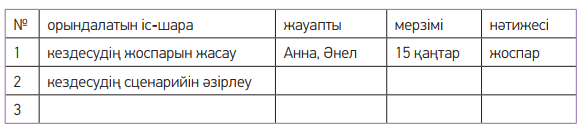 № орындалатын іс-шара жауапты мерзімі нәтижесі
1 кездесудің жоспарын жасау Анна, Әнел 15 қаңтар жоспар
2 кездесудің сценарийін әзірлеу
3